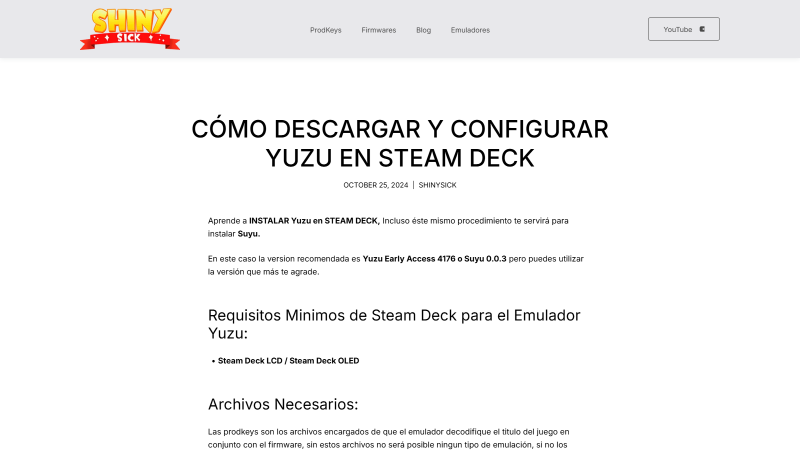 SHINY
SICK
ProdKeys
Firmwares
Blog
Emuladores
YouTube
CÓMO DESCARGAR Y CONFIGURAR
YUZU EN STEAM DECK
OCTOBER 25, 2024 | SHINYSICK
Aprende a INSTALAR Yuzu en STEAM DECK, Incluso éste mismo procedimiento te servirá para
instalar Suyu.
En este caso la version recomendada es Yuzu Early Access 4176 o Suyu 0.0.3 pero puedes utilizar
la versión que más te agrade.
Requisitos Minimos de Steam Deck para el Emulador
Yuzu:
• Steam Deck LCD / Steam Deck OLED
Archivos Necesarios:
Las prodkeys son los archivos encargados de que el emulador decodifique el título del juego en
conjunto con el firmware, sin estos archivos no será posible ningun tipo de emulación, si no los